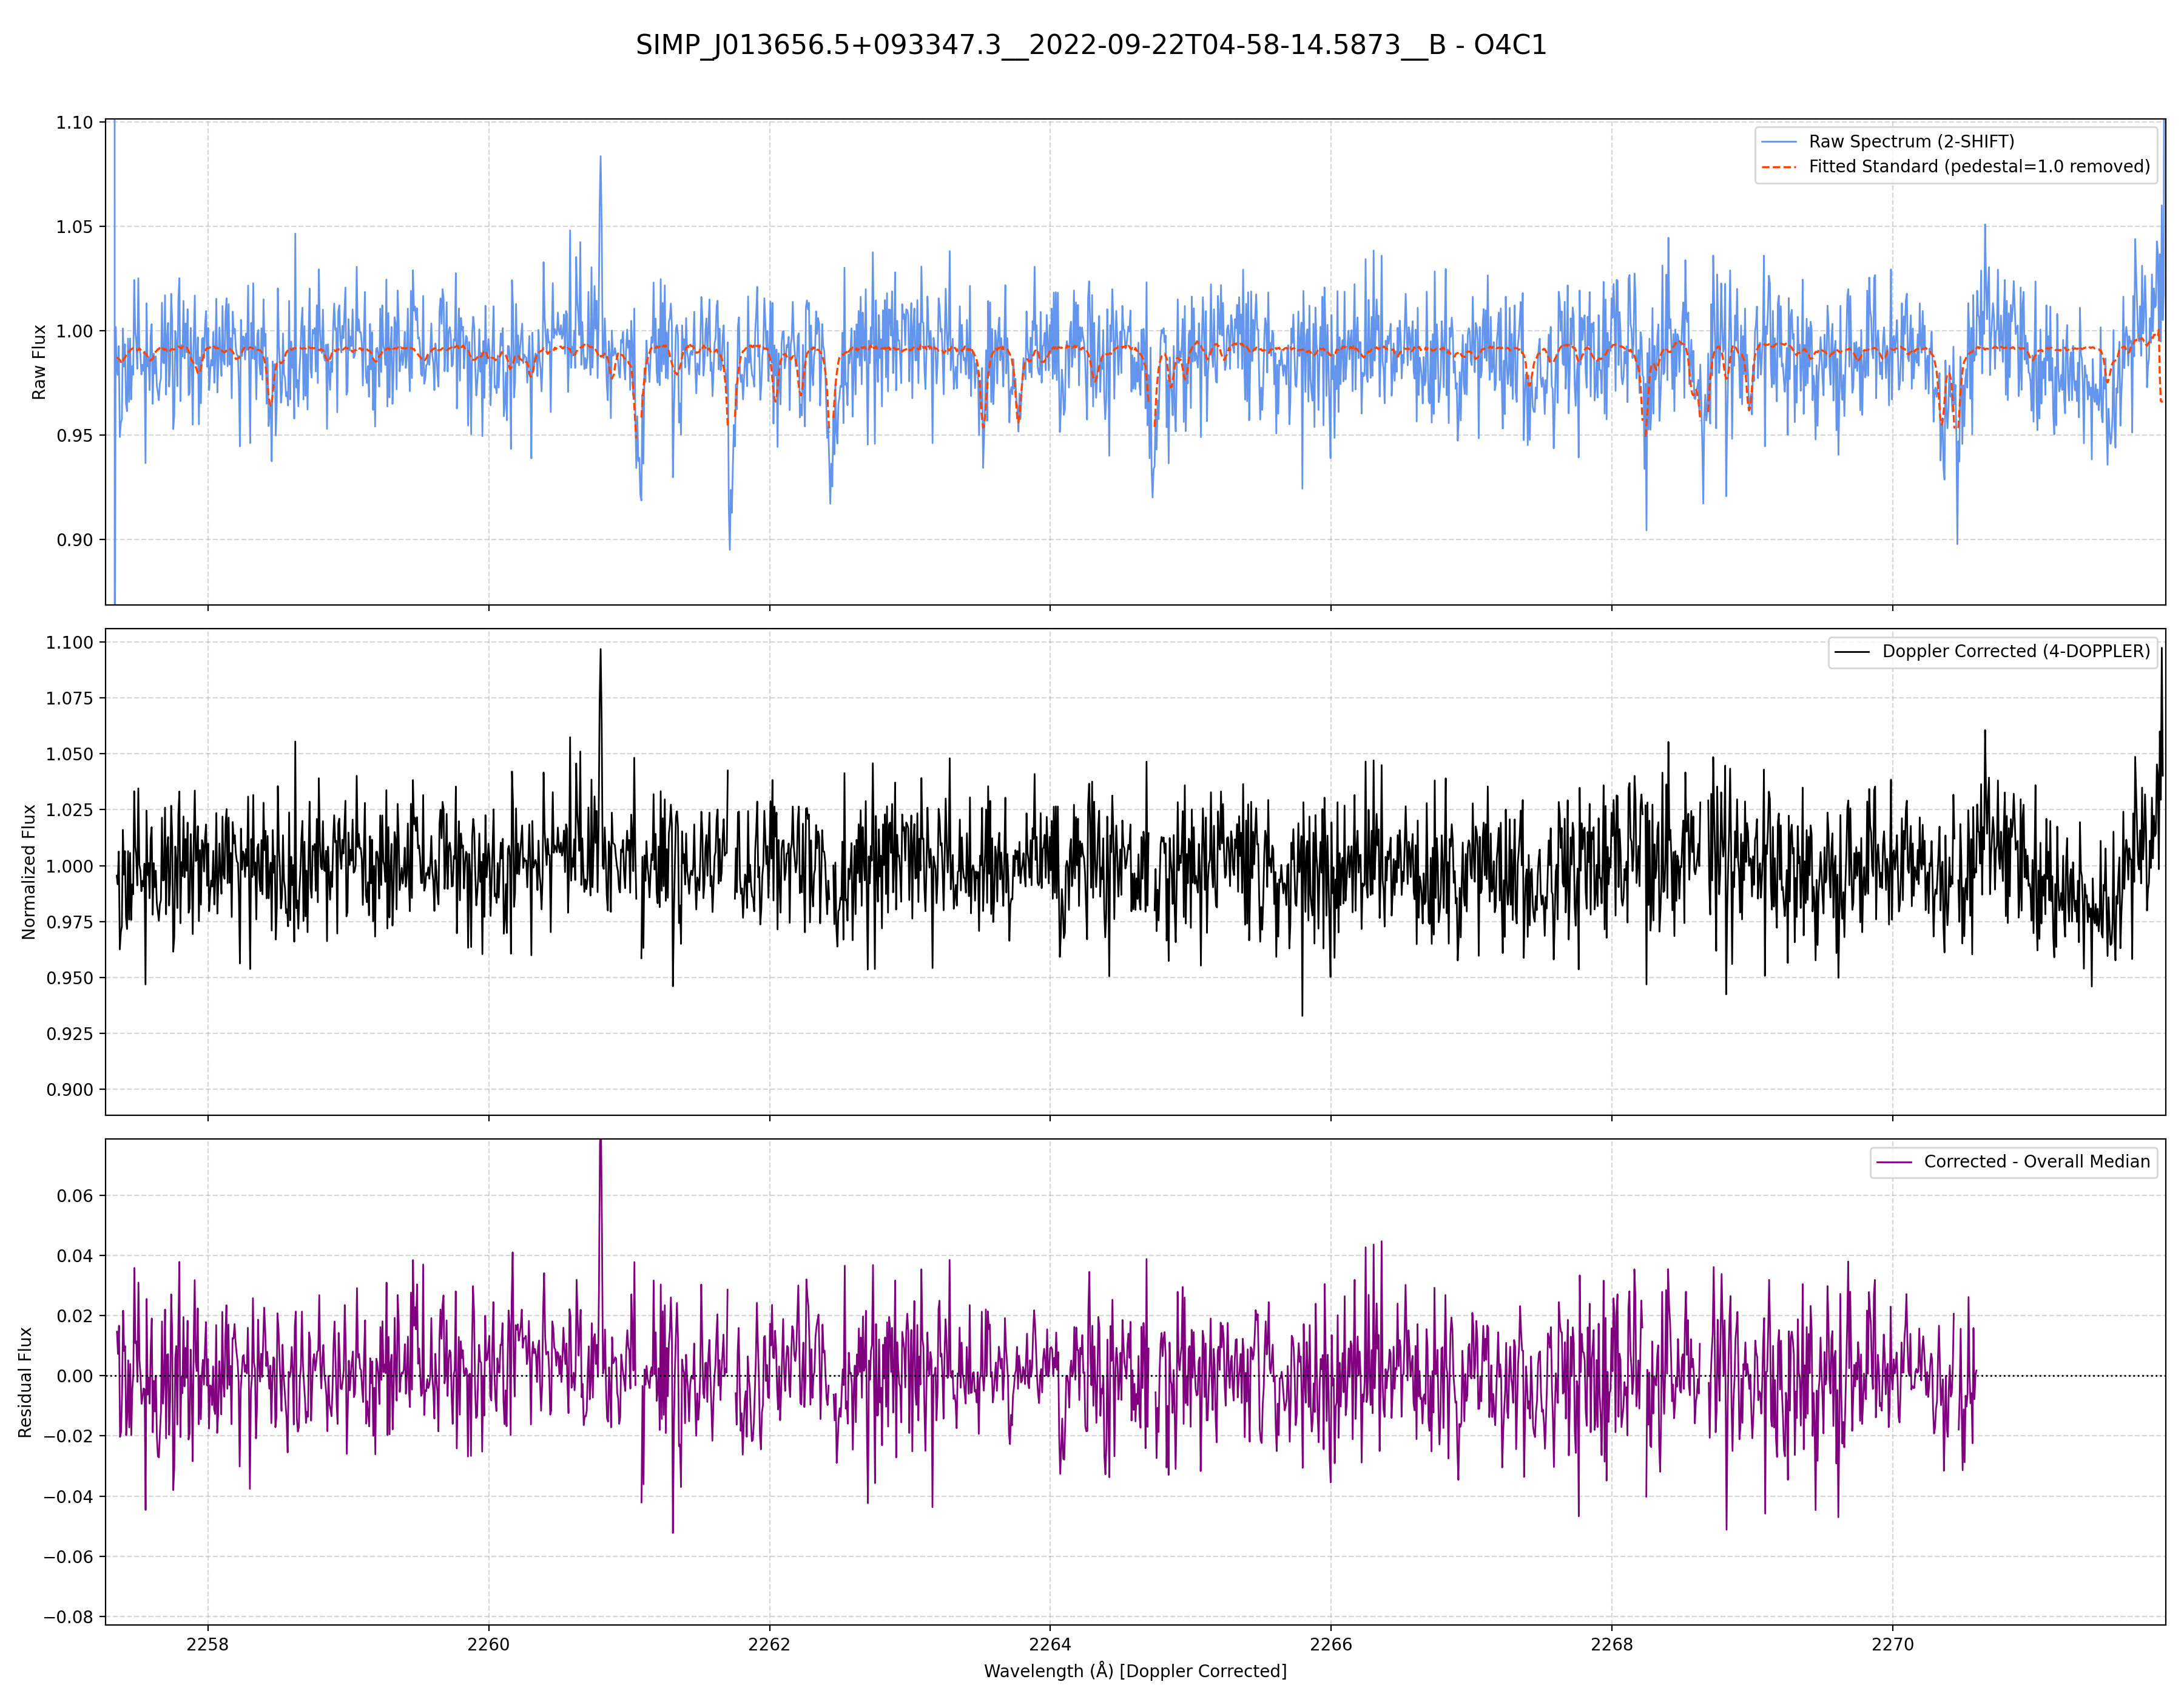 SIMP_J013656.5+093347.3__2022-09-22T04-58-14.5873__B - O4C1
1.10
1.05
1.00
0.95
0.90
Raw Flux
Raw Spectrum (2-SHIFT)
Fitted Standard (pedestal=1.0 removed)
1.100
1.075
1.050
1.025
1.000
0.975
0.950
0.925
0.900
Normalized Flux
Doppler Corrected (4-DOPPLER)
0.06
0.04
0.02
0.00
−0.02
−0.04
−0.06
−0.08
Residual Flux
Corrected - Overall Median
2258 2260 2262 2264 2266 2268 2270
Wavelength (Å) [Doppler Corrected]